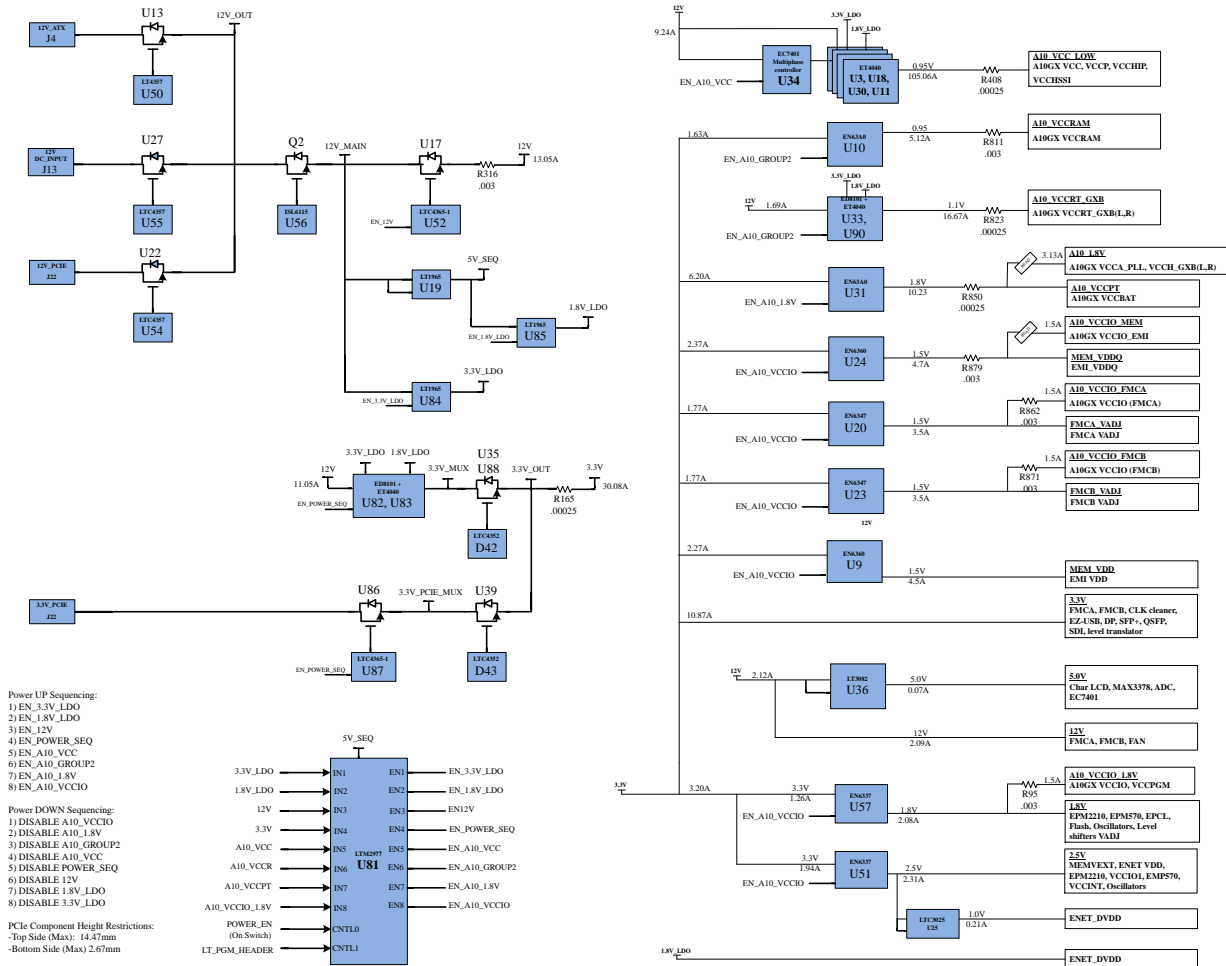 U13
12V_ATX
J4
12V_OUT
LT4357
U50
U27
12V
DC_INPUT
J13
LTC4357
U55
Q2
ISL6115
U56
12V_MAIN
U17
12V
13.05A
R316
.003
EN_12V
LTC4365-1
U52
U22
12V_PCIE
J22
LTC4357
U54
5V_SEQ
LT1965
U19
1.8V_LDO
LT1965
U85
EN_1.8V_LDO
3.3V_LDO
LT1965
U84
EN_3.3V_LDO
3.3V_LDO
1.8V_LDO
12V
11.05A
EN_POWER_SEQ
ED8101 +
ET4040
U82, U83
3.3V_MUX
U35
U88
3.3V_OUT
LTC4352
D42
R165
.00025
3.3V
30.08A
3.3V_PCIE
J22
U86
3.3V_PCIE_MUX
U39
EN_POWER_SEQ
LTC4365-1
U87
LTC4352
D43
Power UP Sequencing:
1) EN_3.3V_LDO
2) EN_1.8V_LDO
3) EN_12V
4) EN_POWER_SEQ
5) EN_A10_VCC
6) EN_A10_GROUP2
7) EN_A10_1.8V
8) EN_A10_VCCIO
Power DOWN Sequencing:
1) DISABLE A10_VCCIO
2) DISABLE A10_1.8V
3) DISABLE A10_GROUP2
4) DISABLE A10_VCC
5) DISABLE POWER_SEQ
6) DISABLE 12V
7) DISABLE 1.8V_LDO
8) DISABLE 3.3V_LDO
PCIe Component Height Restrictions:
-Top Side (Max): 14.47mm
-Bottom Side (Max) 2.67mm
5V_SEQ
LTM2977
U81
3.3V_LDO IN1 EN1 EN_3.3V_LDO
1.8V_LDO IN2 EN2 EN_1.8V_LDO
12V IN3 EN3 EN12V
3.3V IN4 EN4 EN_POWER_SEQ
A10_VCC IN5 EN5 EN_A10_VCC
A10_VCCR IN6 EN6 EN_A10_GROUP2
A10_VCCPT IN7 EN7 EN_A10_1.8V
A10_VCCIO_1.8V IN8 EN8 EN_A10_VCCIO
POWER_EN
(On Switch)
CNTL0
LT_PGM_HEADER CNTL1
12V
9.24A
3.3V_LDO
1.8V_LDO
EN_A10_VCC
EC7401
Multiphase
controller
U34
ET4040
U3, U18,
U30, U11
0.95V
105.06A
R408
.00025
A10_VCC_LOW
A10GX VCC, VCCP, VCCHIP,
VCCHSSI
1.63A
EN_A10_GROUP2
EN63A0
U10
0.95
5.12A
R811
.003
A10_VCCRAM
A10GX VCCRAM
3.3V_LDO
1.8V_LDO
12V
1.69A
EN_A10_GROUP2
ED8101 +
ET4040
U33,
U90
1.1V
16.67A
R823
.00025
A10_VCCRT_GXB
A10GX VCCRT_GXB(L,R)
6.20A
EN_A10_1.8V
EN63A0
U31
1.8V
10.23
R850
.00025
3.13A
A10_1.8V
A10GX VCCA_PLL, VCCH_GXB(L,R)
A10_VCCPT
A10GX VCCBAT
2.37A
EN_A10_VCCIO
EN6360
U24
1.5V
4.7A
R879
.003
1.5A
A10_VCCIO_MEM
A10GX VCCIO_EMI
MEM_VDDQ
EMI_VDDQ
1.77A
EN_A10_VCCIO
EN6347
U20
1.5V
3.5A
R862
.003
1.5A
A10_VCCIO_FMCA
A10GX VCCIO (FMCA)
FMCA_VADJ
FMCA VADJ
1.77A
EN_A10_VCCIO
EN6347
U23
12V
1.5V
3.5A
R871
.003
1.5A
A10_VCCIO_FMCB
A10GX VCCIO (FMCB)
FMCB_VADJ
FMCB VADJ
2.27A
EN_A10_VCCIO
EN6360
U9
1.5V
4.5A
MEM_VDD
EMI VDD
10.87A
3.3V
FMCA, FMCB, CLK cleaner,
EZ-USB, DP, SFP+, QSFP,
SDI, level translator
12V
2.12A
LT3082
U36
5.0V
0.07A
5.0V
Char LCD, MAX3378, ADC,
EC7401
12V
2.09A
12V
FMCA, FMCB, FAN
3.3V
3.20A
3.3V
1.26A
EN_A10_VCCIO
EN6337
U57
1.8V
2.08A
R95
.003
1.5A
A10_VCCIO_1.8V
A10GX VCCIO, VCCPGM
1.8V
EPM2210, EPM570, EPCL,
Flash, Oscillators, Level
shifters VADJ
3.3V
1.94A
EN_A10_VCCIO
EN6337
U51
2.5V
2.31A
2.5V
MEMVEXT, ENET VDD,
EPM2210, VCCIO1, EMP570,
VCCINT, Oscillators
LTC3025
U25
1.0V
0.21A
ENET_DVDD
1.8V_LDO
ENET_DVDD